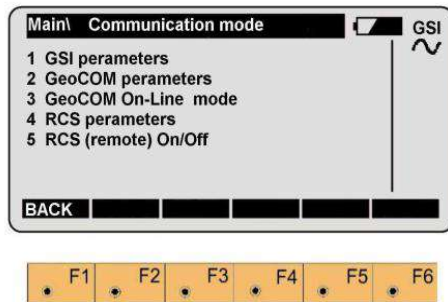 Main\ Communication mode
GSI
1 GSI perameters
2 GeoCOM perameters
3 GeoCOM On-Line mode
4 RCS perameters
5 RCS (remote) On/Off
BACK
F1 F2 F3 F4 F5 F6